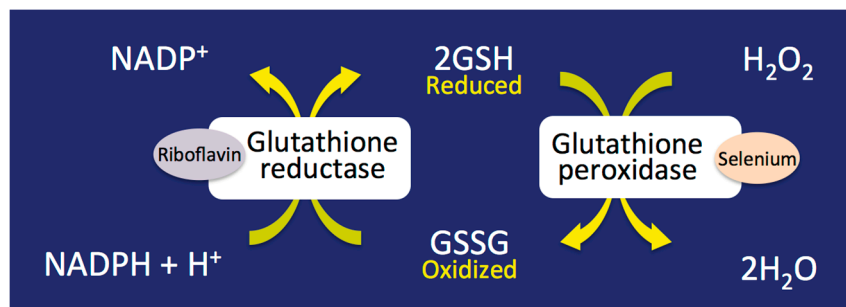 NADP⁺
2GSH
Reduced
H₂O₂
Riboflavin
Glutathione
reductase
Glutathione
peroxidase
Selenium
NADPH + H⁺
GSSG
Oxidized
2H₂O